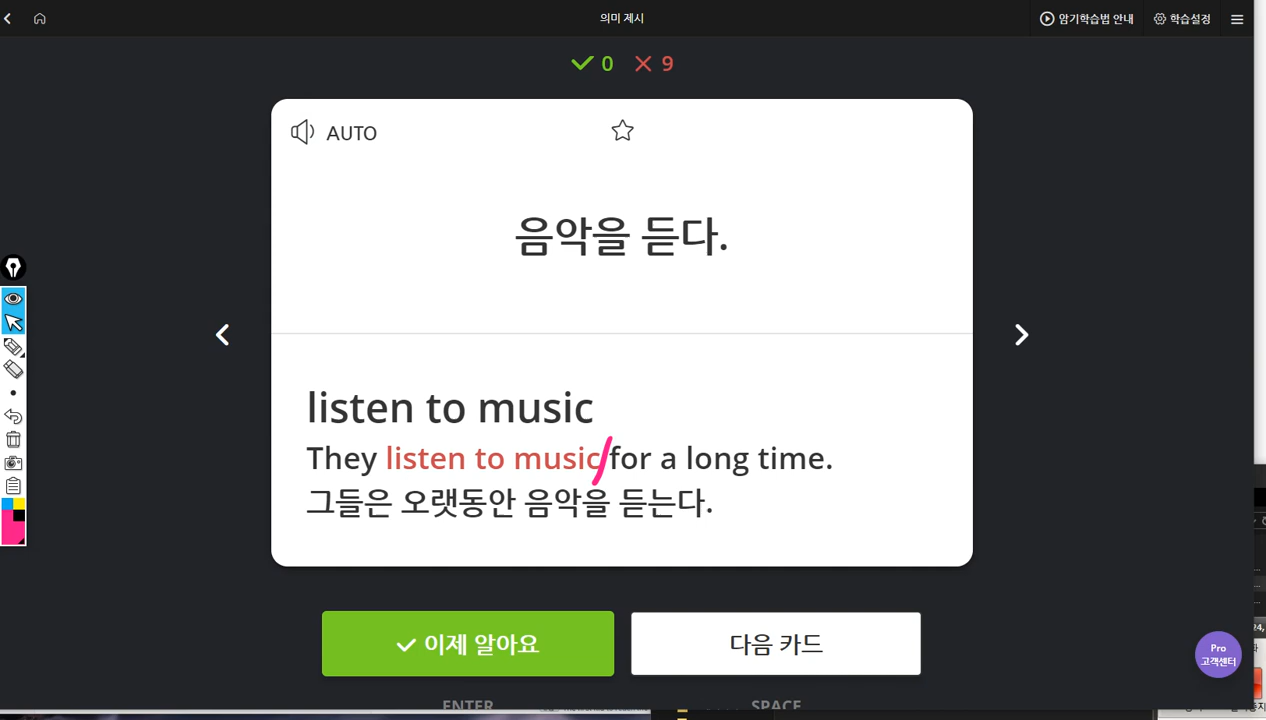 의미 제시
암기학습법 안내
학습설정
0 9
AUTO
음악을 듣다.
listen to music
They listen to music for a long time.
그들은 오랫동안 음악을 듣는다.
이제 알아요
다음 카드
Pro
고객센터
ENTER
SPACE